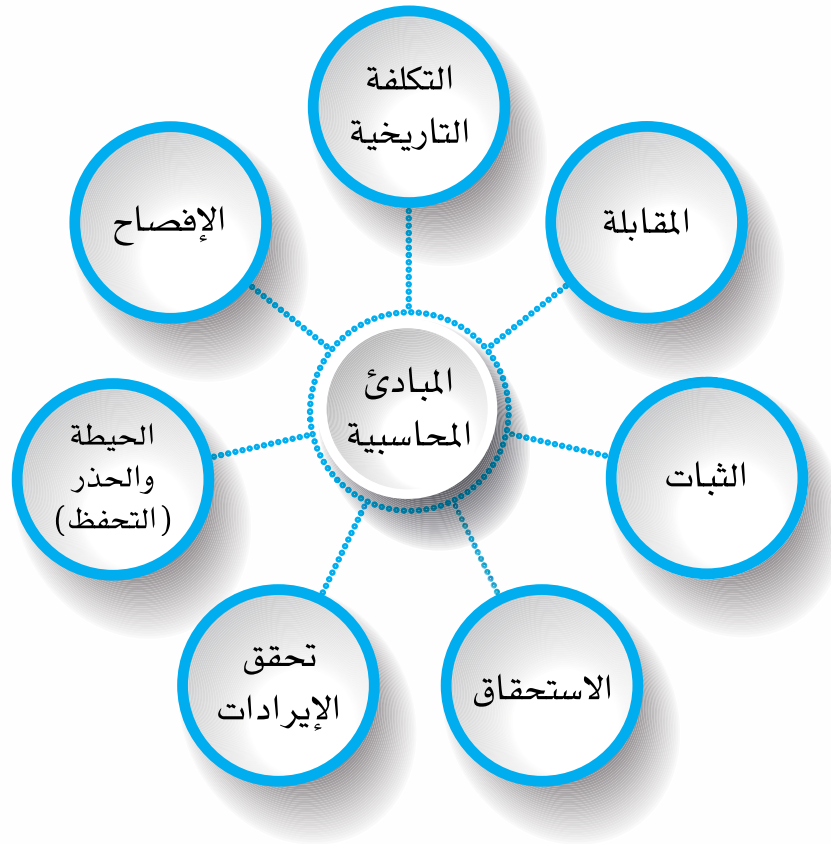 التكلفة
التاريخية
المقابلة
الإفصاح
المبادئ
المحاسبية
الثبات
الحيطة
والحذر
(التحفظ)
الاستحقاق
تحقق
الإيرادات